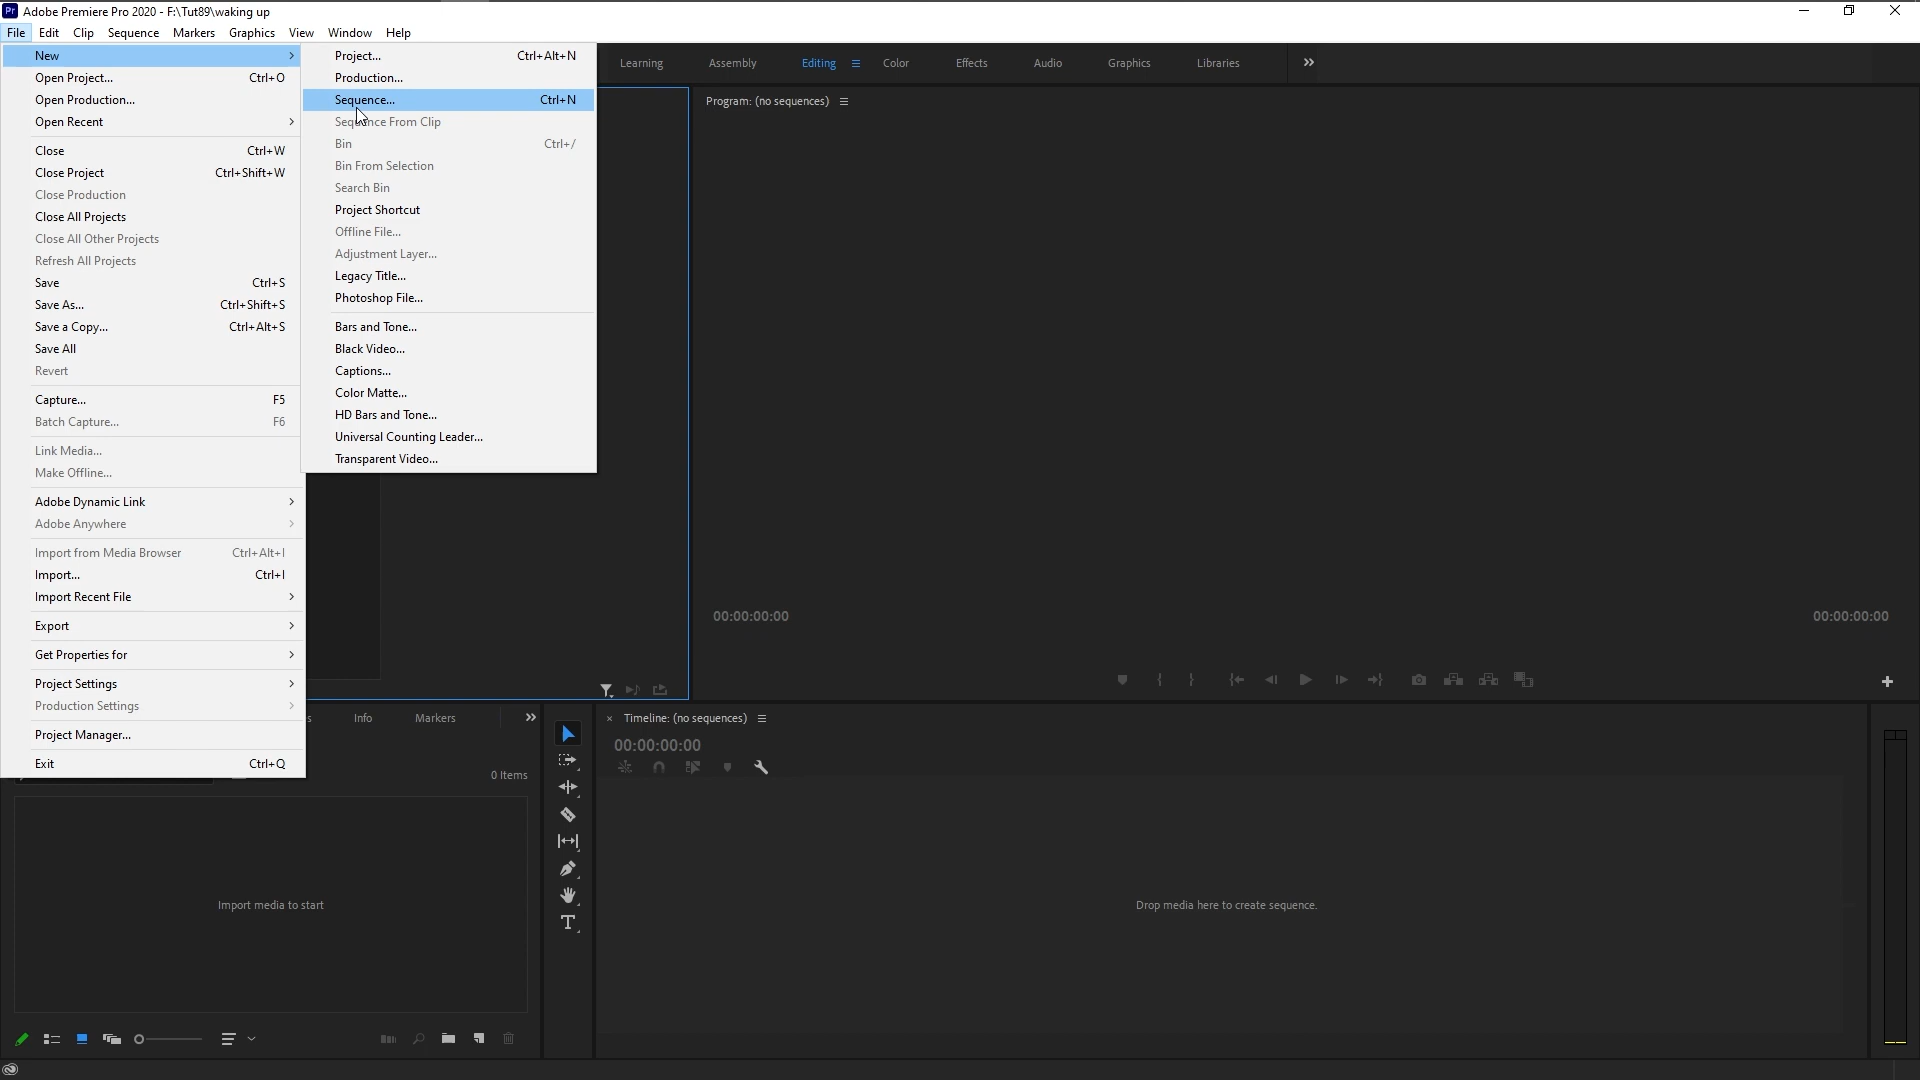 Pr Adobe Premiere Pro 2020 - F:\Tut89\waking up
File Edit Clip Sequence Markers Graphics View Window Help
New
Open Project... Ctrl+O
Open Production...
Open Recent
Close Ctrl+W
Close Project Ctrl+Shift+W
Close Production
Close All Projects
Close All Other Projects
Refresh All Projects
Save Ctrl+S
Save As... Ctrl+Shift+S
Save a Copy... Ctrl+Alt+S
Save All
Revert
Capture... F5
Batch Capture... F6
Link Media...
Make Offline...
Adobe Dynamic Link
Adobe Anywhere
Import from Media Browser Ctrl+Alt+I
Import... Ctrl+I
Import Recent File
Export
Get Properties for
Project Settings
Production Settings
Project Manager...
Exit Ctrl+Q
Project... Ctrl+Alt+N
Production...
Sequence... Ctrl+N
Sequence From Clip
Bin Ctrl+/
Bin From Selection
Search Bin
Project Shortcut
Offline File...
Adjustment Layer...
Legacy Title...
Photoshop File...
Bars and Tone...
Black Video...
Captions...
Color Matte...
HD Bars and Tone...
Universal Counting Leader...
Transparent Video...
Learning Assembly Editing Color Effects Audio Graphics Libraries
Program: (no sequences)
00:00:00:00 00:00:00:00
s Info Markers
0 Items
Import media to start
Timeline: (no sequences)
00:00:00:00
Drop media here to create sequence.